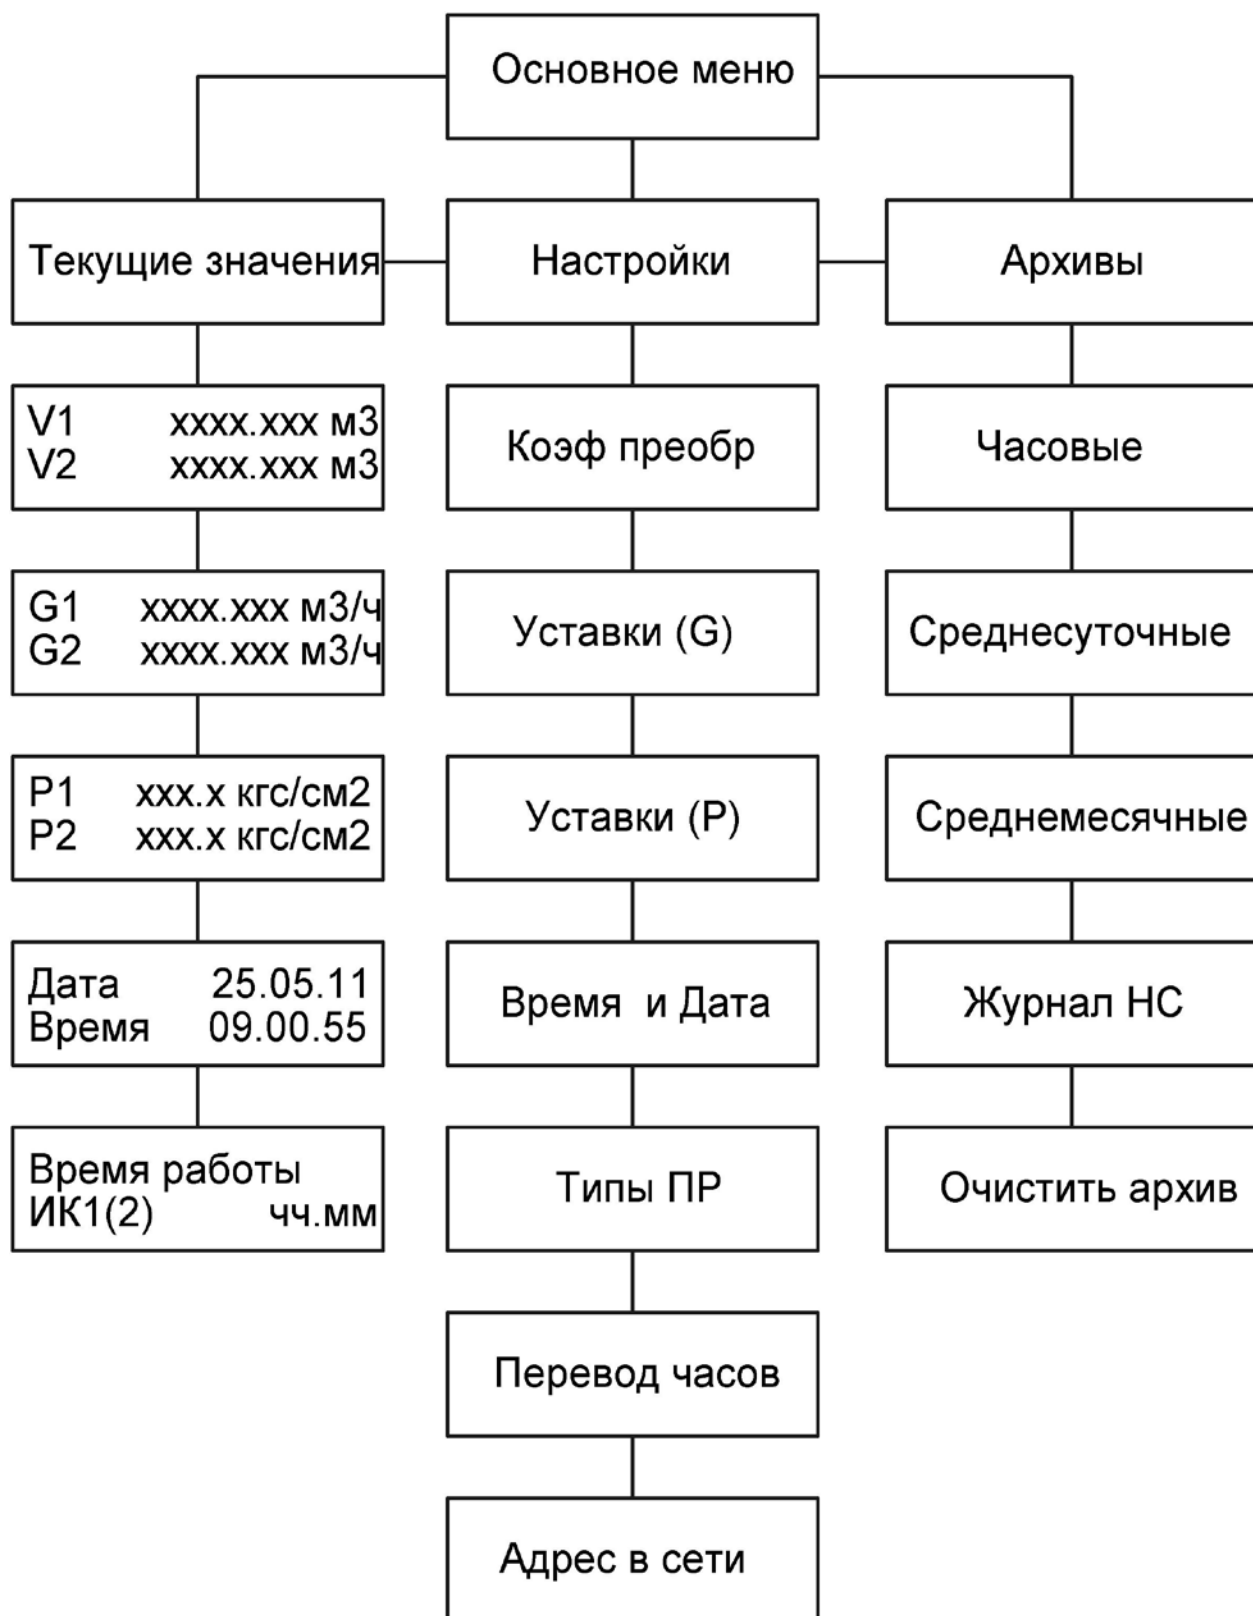 Основное меню
Текущие значения
Настройки
Архивы
V1 xxxx.xxx м3
V2 xxxx.xxx м3
Коэф преобр
Часовые
G1 xxxx.xxx м3/ч
G2 xxxx.xxx м3/ч
Уставки (G)
Среднесуточные
P1 xxx.x кгс/см2
P2 xxx.x кгс/см2
Уставки (P)
Среднемесячные
Дата 25.05.11
Время 09.00.55
Время и Дата
Журнал НС
Время работы
ИК1(2) чч.мм
Типы ПР
Очистить архив
Перевод часов
Адрес в сети